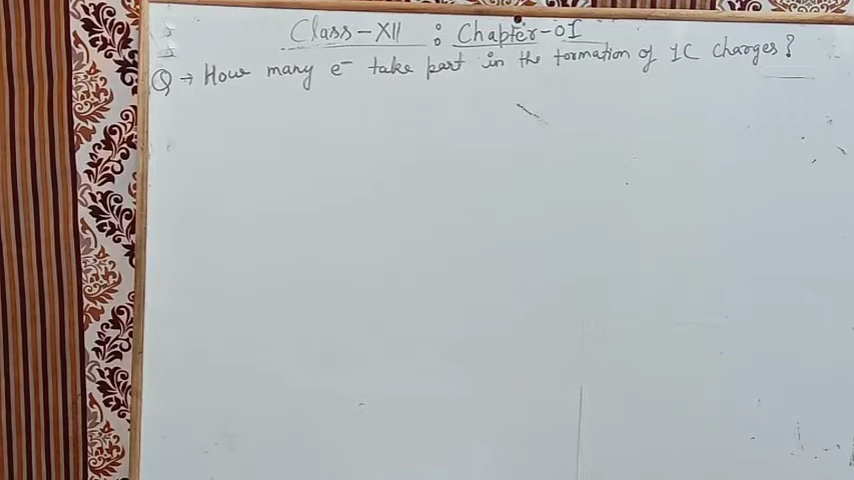 Class-XII : Chapter-01
Q → How many e⁻ take part in the formation of 1C charges?